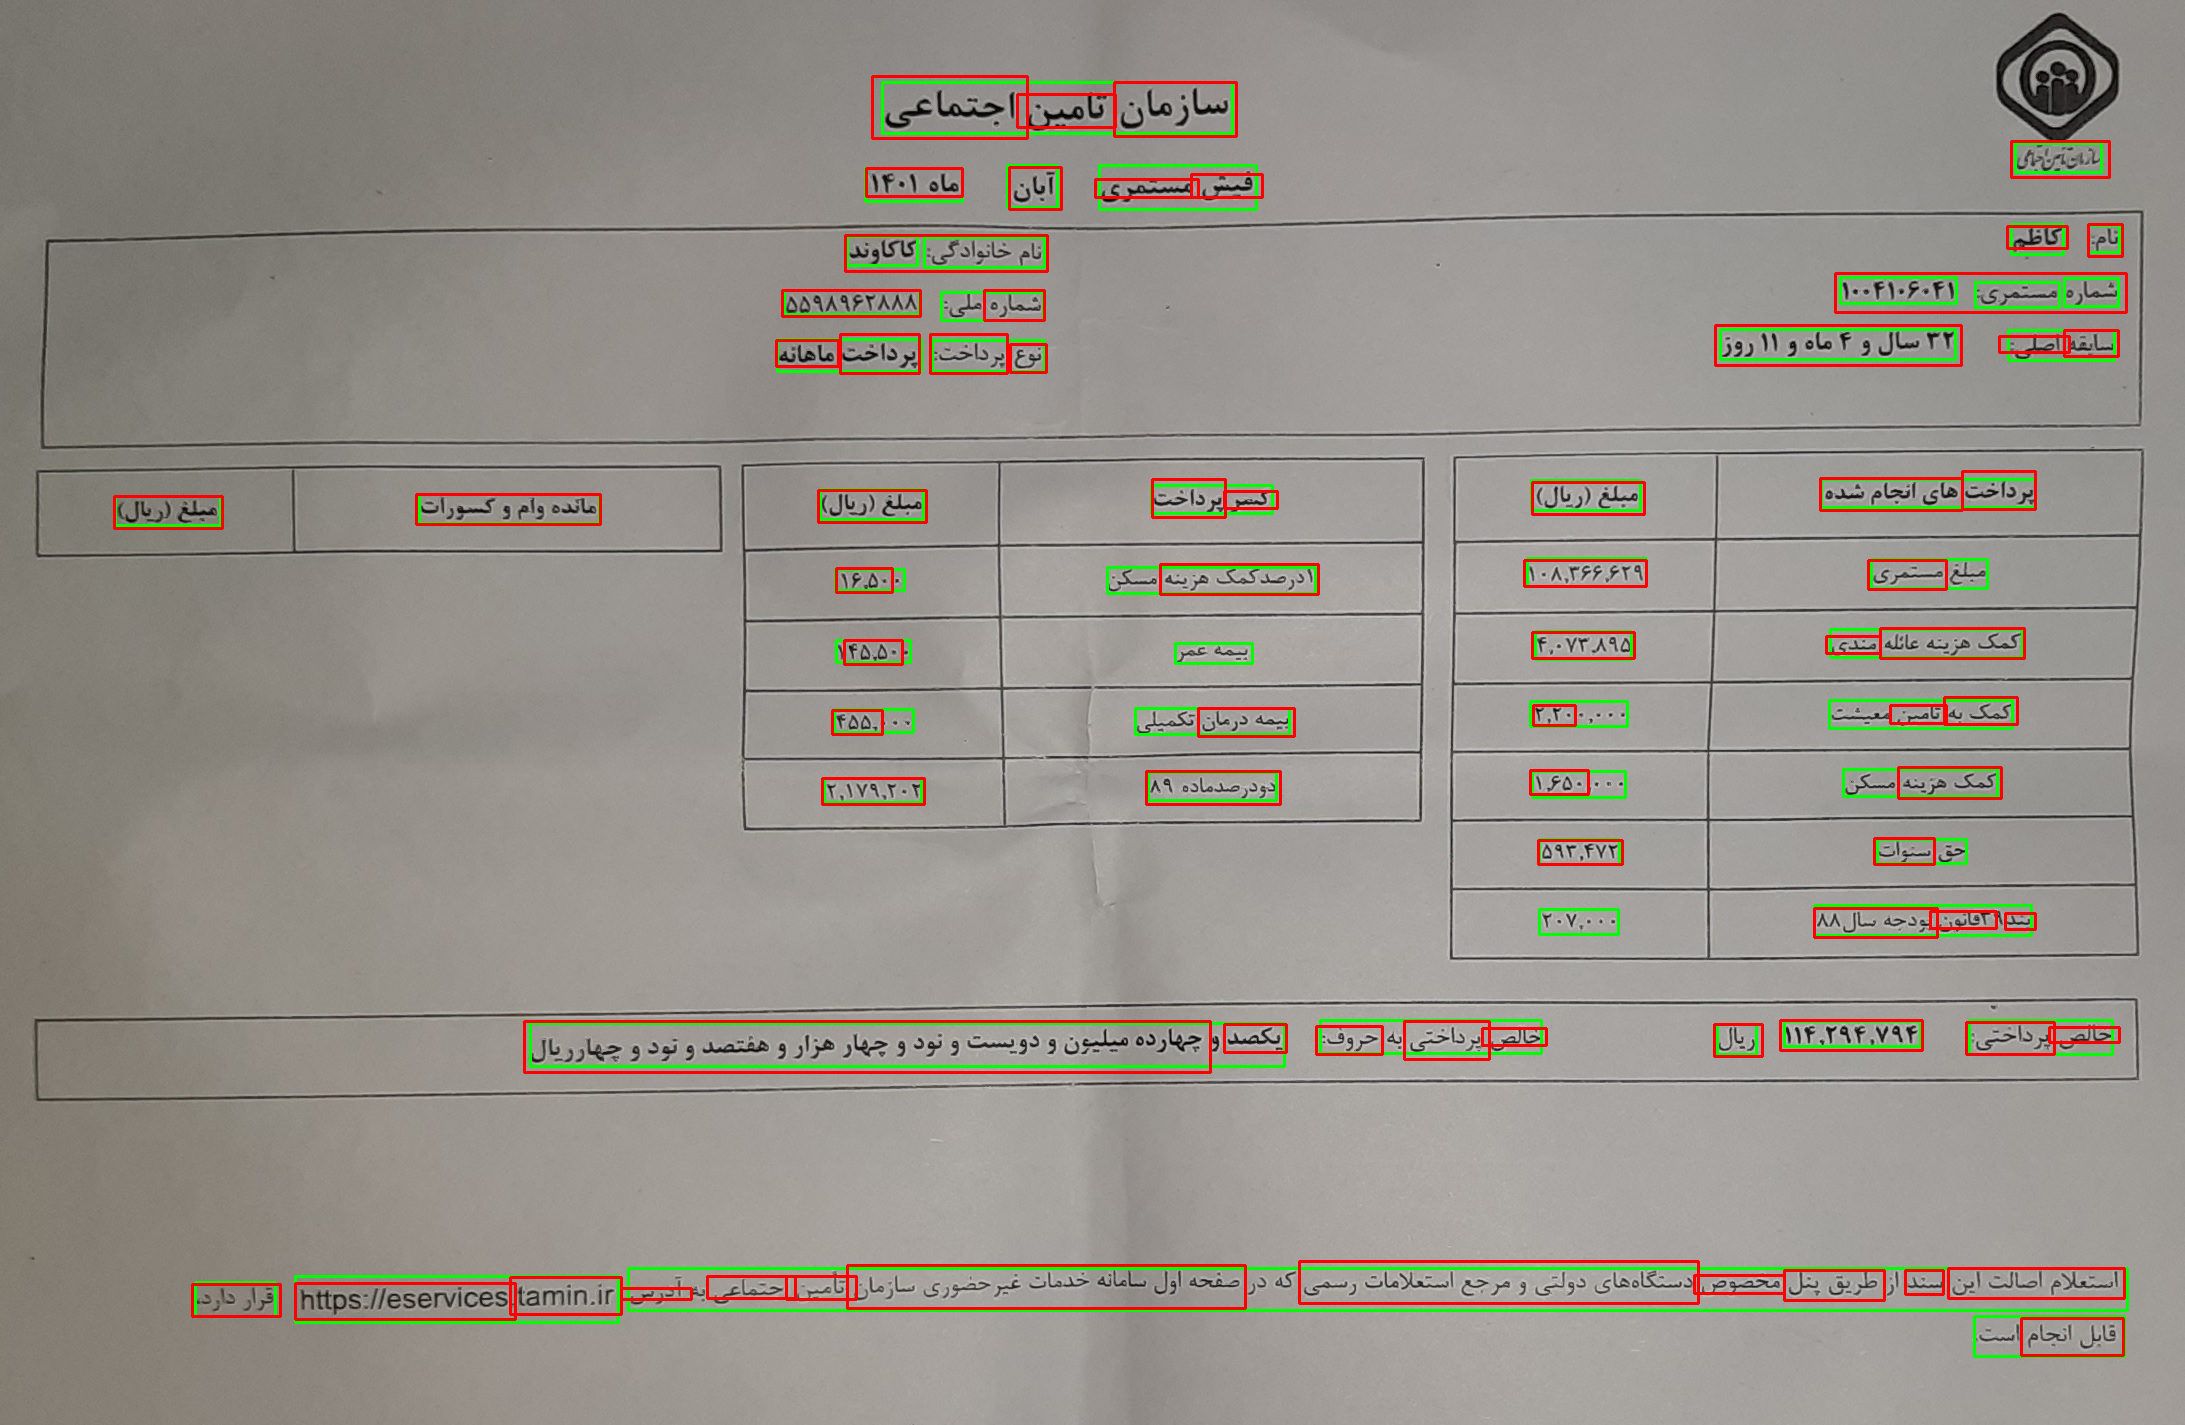 سازمان تامین اجتماعی
سازمان تامین اجتماعی
فیش مستمری آبان ماه ۱۴۰۱
نام: کاظم نام خانوادگی: کاکاوند
شماره مستمری: ۱۰۰۴۱۰۶۰۴۱ شماره ملی: ۵۵۹۸۹۶۲۸۸۸
سابقه اصلی: ۳۲ سال و ۴ ماه و ۱۱ روز نوع پرداخت: پرداخت ماهانه
پرداخت های انجام شده مبلغ (ریال) کسر پرداخت مبلغ (ریال) مانده وام و کسورات مبلغ (ریال)
مبلغ مستمری ۱۰۸,۳۶۶,۶۲۹ ۱درصدکمک هزینه مسکن ۱۶,۵۰۰
کمک هزینه عائله مندی ۴,۰۷۳,۸۹۵ بیمه عمر ۱۴۵,۵۰۰
کمک به تامین معیشت ۲,۲۰۰,۰۰۰ بیمه درمان تکمیلی ۴۵۵,۰۰۰
کمک هزینه مسکن ۱,۶۵۰,۰۰۰ دودرصدماده ۸۹ ۲,۱۷۹,۲۰۲
حق سنوات ۵۹۳,۴۷۲
بند ۳۹قانون بودجه سال۸۸ ۲۰۷,۰۰۰
خالص پرداختی: ۱۱۴,۲۹۴,۷۹۴ ریال خالص پرداختی به حروف: یکصد و چهارده میلیون و دویست و نود و چهار هزار و هفتصد و نود و چهارریال
استعلام اصالت این سند از طریق پنل مخصوص دستگاه‌های دولتی و مرجع استعلامات رسمی که در صفحه اول سامانه خدمات غیرحضوری سازمان تأمین اجتماعی به آدرس https://eservices.tamin.ir قرار دارد،
قابل انجام است.